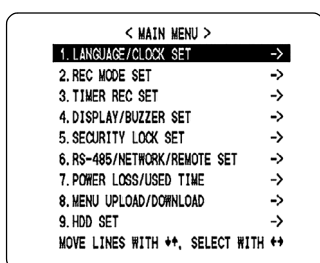 < MAIN MENU >
1. LANGUAGE/CLOCK SET ->
2. REC MODE SET ->
3. TIMER REC SET ->
4. DISPLAY/BUZZER SET ->
5. SECURITY LOCK SET ->
6. RS-485/NETWORK/REMOTE SET ->
7. POWER LOSS/USED TIME ->
8. MENU UPLOAD/DOWNLOAD ->
9. HDD SET ->
MOVE LINES WITH ↓↑, SELECT WITH ↔